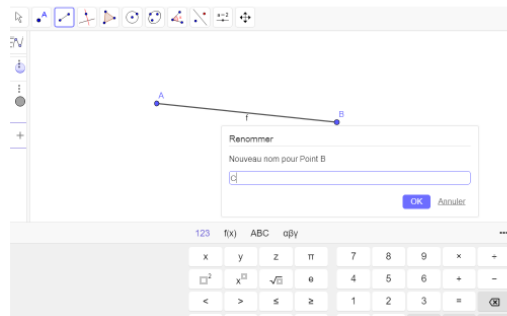 A
f
B
Renommer
Nouveau nom pour Point B
C
OK Annuler
123 f(x) ABC αβγ
x y z π 7 8 9 × ÷
□² x□ √□ e 4 5 6 + −
< > ≤ ≥ 1 2 3 =